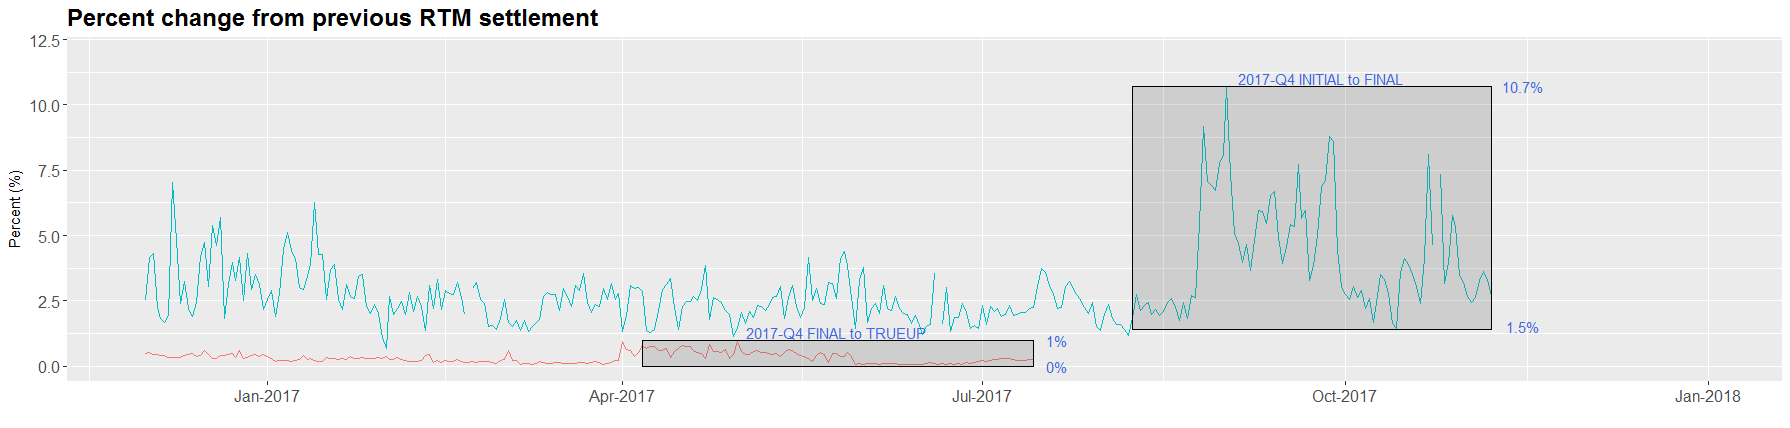 Percent change from previous RTM settlement
12.5
10.0
7.5
5.0
2.5
0.0
Percent (%)
2017-Q4 INITIAL to FINAL
10.7%
1.5%
2017-Q4 FINAL to TRUEUP
1%
0%
Jan-2017
Apr-2017
Jul-2017
Oct-2017
Jan-2018